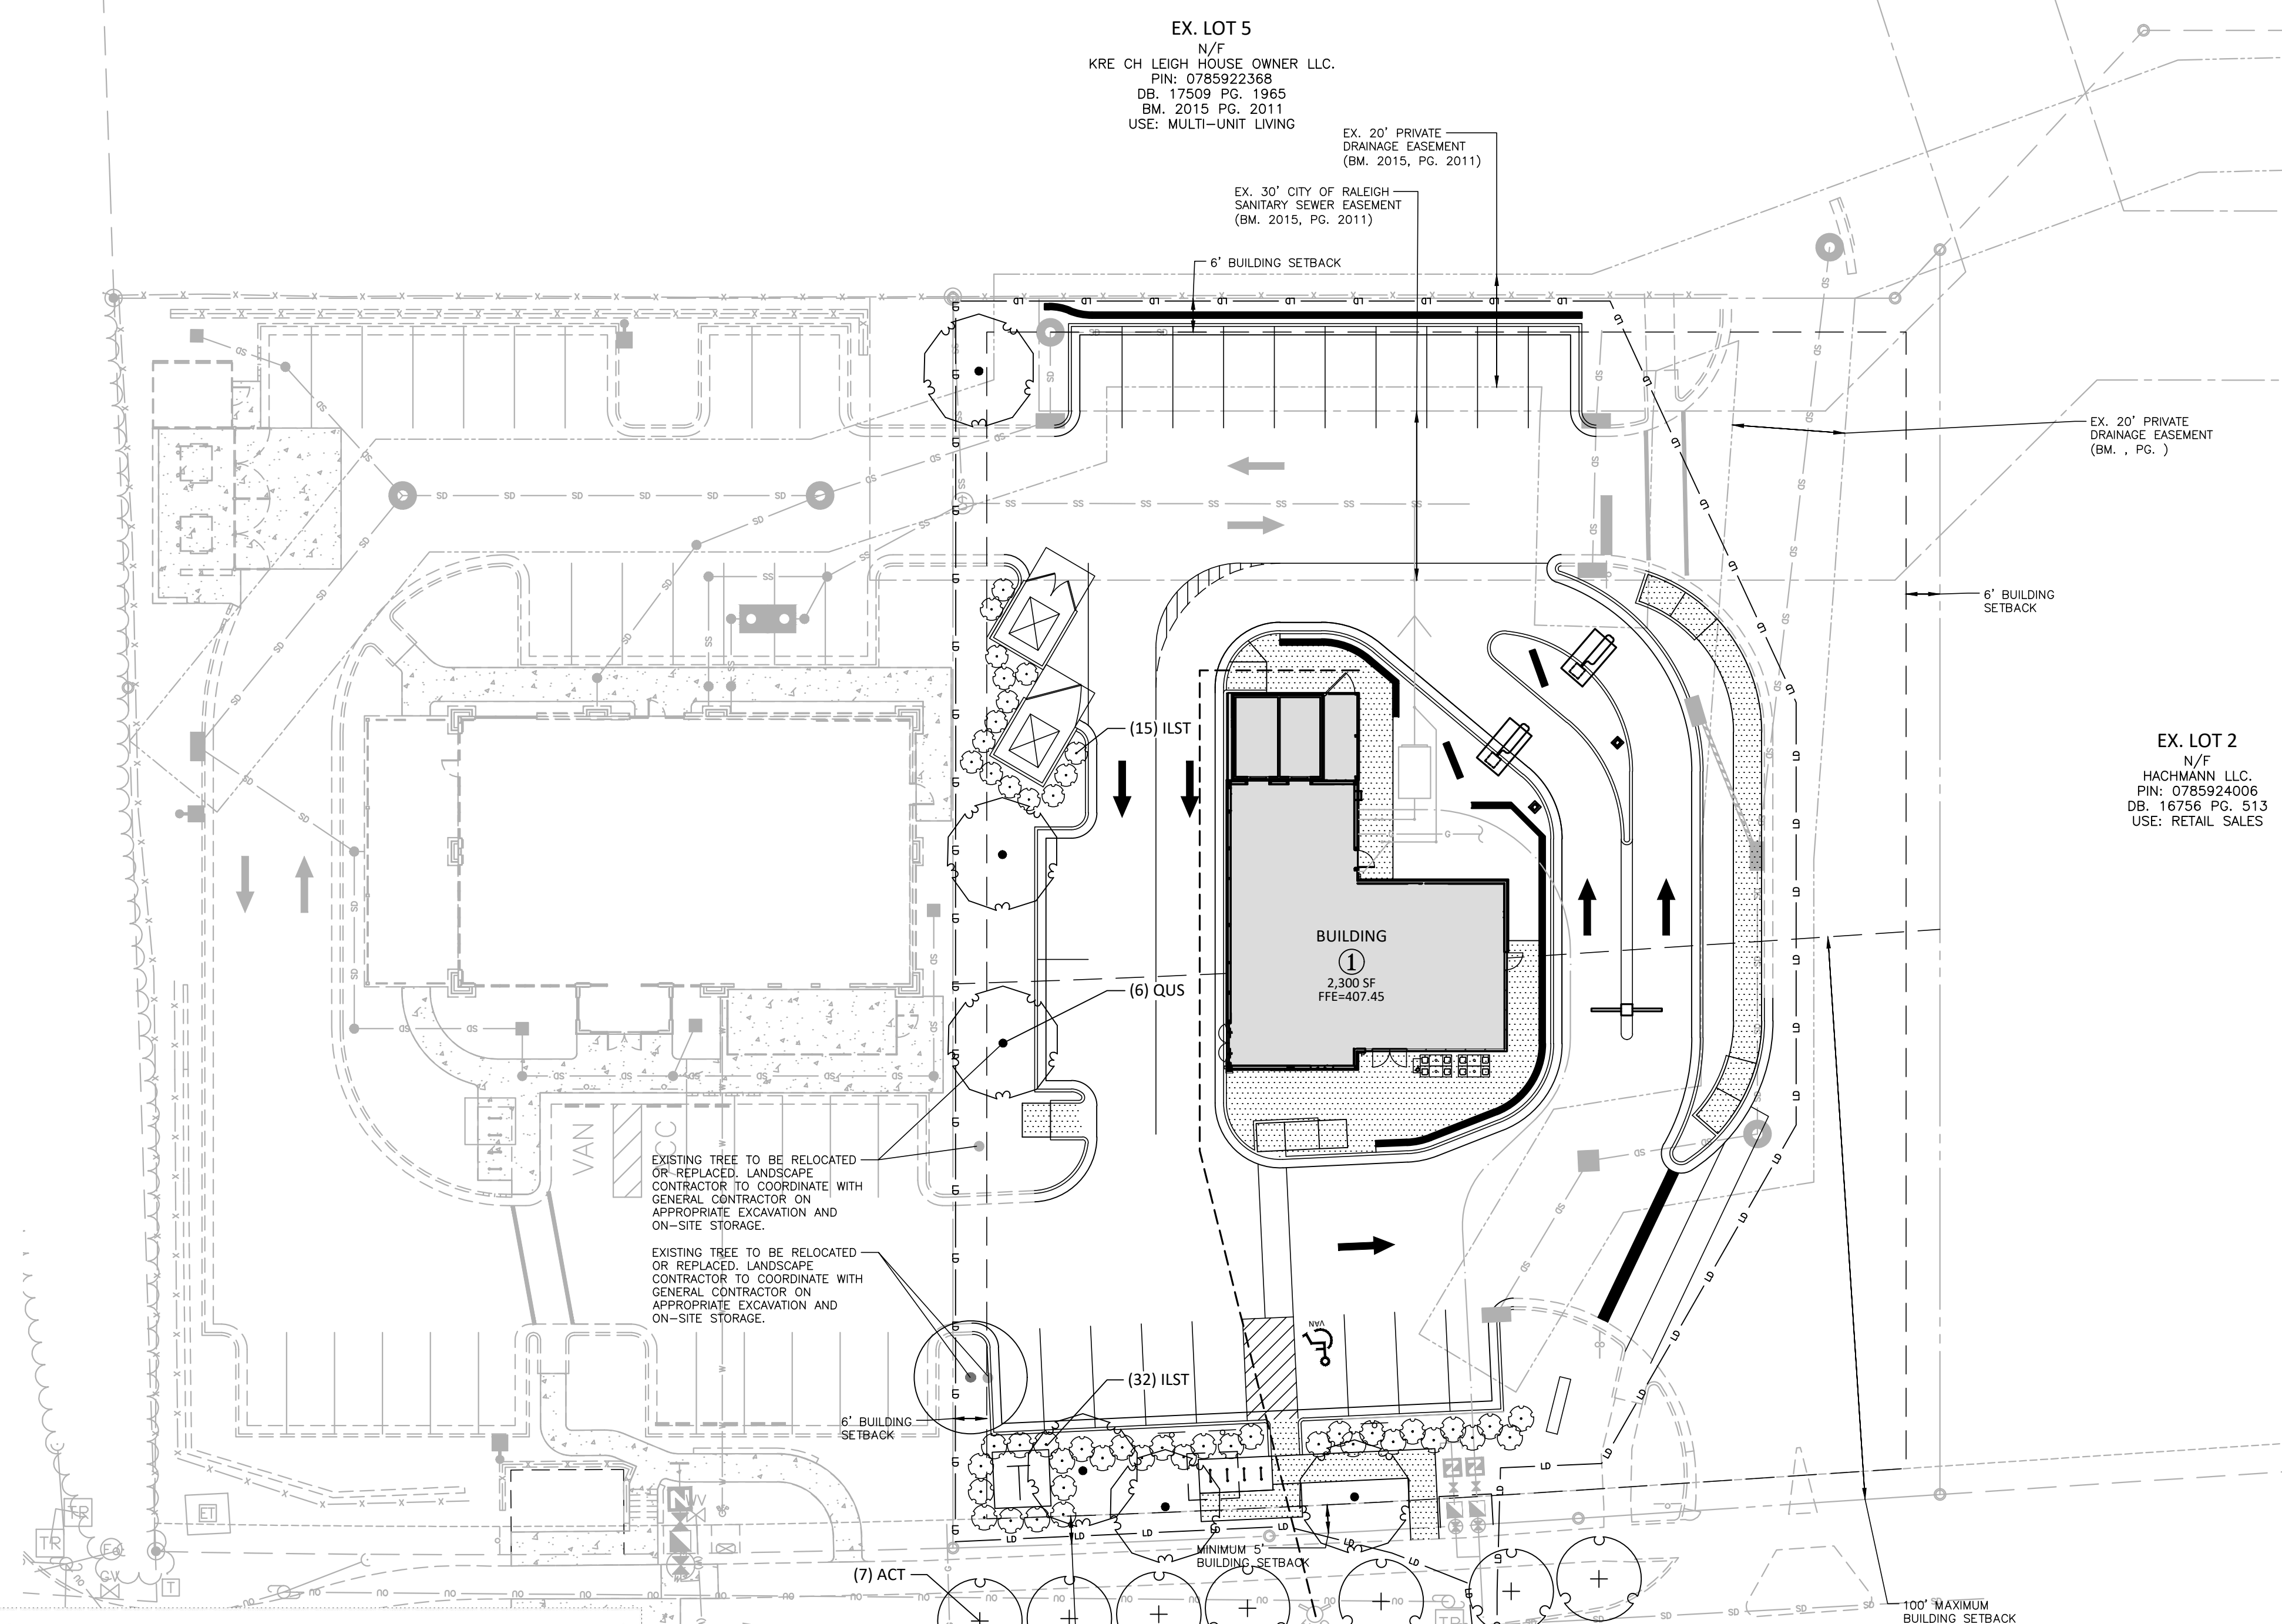 EX. LOT 5
N/F
KRE CH LEIGH HOUSE OWNER LLC.
PIN: 0785922368
DB. 17509 PG. 1965
BM. 2015 PG. 2011
USE: MULTI-UNIT LIVING
EX. 20' PRIVATE
DRAINAGE EASEMENT
(BM. 2015, PG. 2011)
EX. 30' CITY OF RALEIGH
SANITARY SEWER EASEMENT
(BM. 2015, PG. 2011)
6' BUILDING SETBACK
EX. 20' PRIVATE
DRAINAGE EASEMENT
(BM. , PG. )
6' BUILDING
SETBACK
(15) ILST
EX. LOT 2
N/F
HACHMANN LLC.
PIN: 0785924006
DB. 16756 PG. 513
USE: RETAIL SALES
BUILDING
1
2,300 SF
FFE=407.45
(6) QUS
VAN
EXISTING TREE TO BE RELOCATED
OR REPLACED. LANDSCAPE
CONTRACTOR TO COORDINATE WITH
GENERAL CONTRACTOR ON
APPROPRIATE EXCAVATION AND
ON-SITE STORAGE.
EXISTING TREE TO BE RELOCATED
OR REPLACED. LANDSCAPE
CONTRACTOR TO COORDINATE WITH
GENERAL CONTRACTOR ON
APPROPRIATE EXCAVATION AND
ON-SITE STORAGE.
VAN
(32) ILST
6' BUILDING
SETBACK
TR
TR
ET
T
MINIMUM 5'
BUILDING SETBACK
(7) ACT
100' MAXIMUM
BUILDING SETBACK